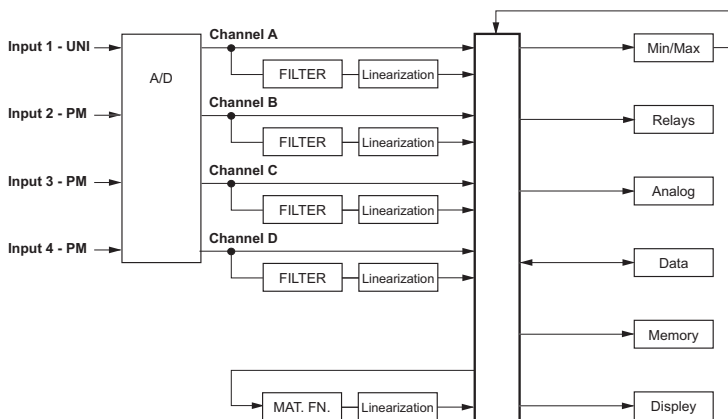 Input 1 - UNI
Input 2 - PM
Input 3 - PM
Input 4 - PM
A/D
Channel A
FILTER
Linearization
Channel B
FILTER
Linearization
Channel C
FILTER
Linearization
Channel D
FILTER
Linearization
MAT. FN.
Linearization
Min/Max
Relays
Analog
Data
Memory
Displey